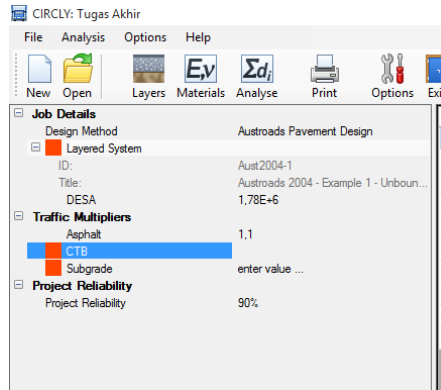 CIRCLY: Tugas Akhir
File Analysis Options Help
E,v Σdi
New Open Layers Materials Analyse Print Options
Job Details
Design Method Austroads Pavement Design
Layered System
ID: Aust2004-1
Title: Austroads 2004 - Example 1 - Unboun...
DESA 1,78E+6
Traffic Multipliers
Asphalt 1,1
CTB
Subgrade enter value ...
Project Reliability
Project Reliability 90%